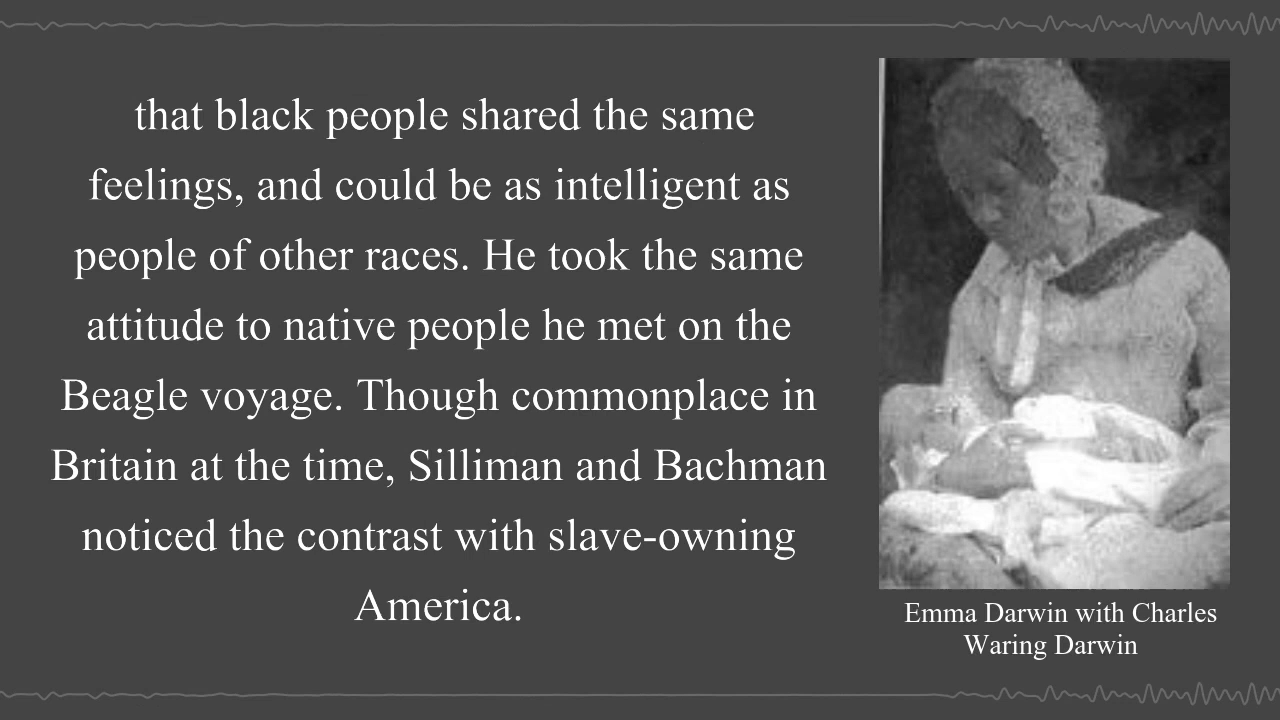 that black people shared the same
feelings, and could be as intelligent as
people of other races. He took the same
attitude to native people he met on the
Beagle voyage. Though commonplace in
Britain at the time, Silliman and Bachman
noticed the contrast with slave-owning
America.
Emma Darwin with Charles
Waring Darwin